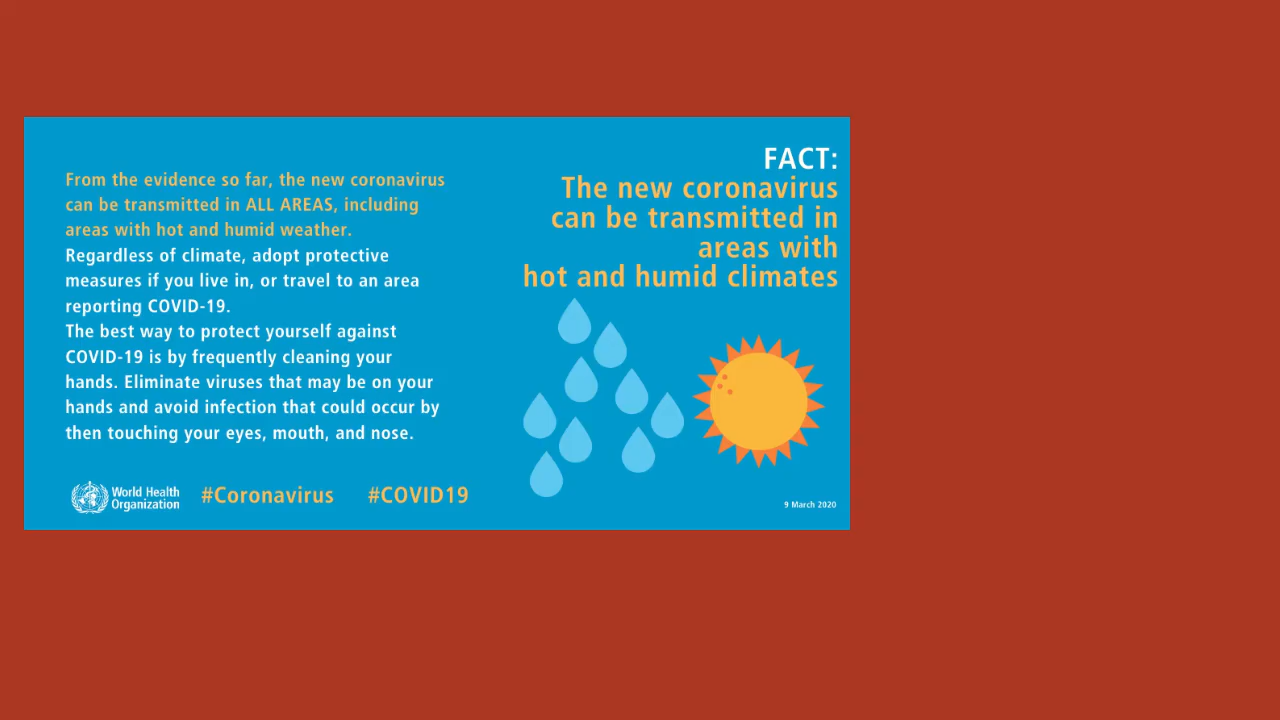 FACT:
The new coronavirus
can be transmitted in
areas with
hot and humid climates
From the evidence so far, the new coronavirus
can be transmitted in ALL AREAS, including
areas with hot and humid weather.
Regardless of climate, adopt protective
measures if you live in, or travel to an area
reporting COVID-19.
The best way to protect yourself against
COVID-19 is by frequently cleaning your
hands. Eliminate viruses that may be on your
hands and avoid infection that could occur by
then touching your eyes, mouth, and nose.
World Health
Organization
#Coronavirus #COVID19
9 March 2020